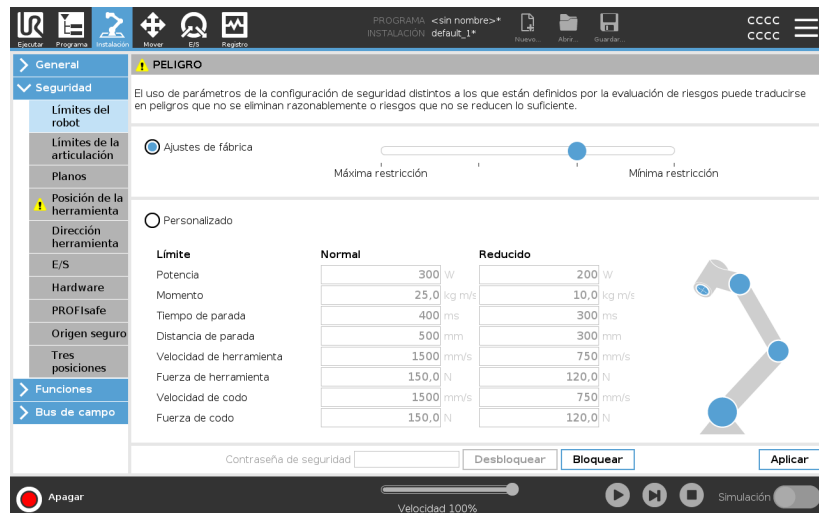 PROGRAMA <sin nombre>*
INSTALACIÓN default_1*
CCCC
CCCC
Ejecutar Programa Instalación Mover E/S Registro Nuevo... Abrir... Guardar...
General
PELIGRO
Seguridad
El uso de parámetros de la configuración de seguridad distintos a los que están definidos por la evaluación de riesgos puede traducirse
en peligros que no se eliminan razonablemente o riesgos que no se reducen lo suficiente.
Límites del
robot
Límites de la
articulación
Planos
Posición de la
herramienta
Dirección
herramienta
E/S
Hardware
PROFIsafe
Origen seguro
Tres
posiciones
Funciones
Bus de campo
Ajustes de fábrica
Máxima restricción Mínima restricción
Personalizado
Límite Normal Reducido
Potencia 300 W 200 W
Momento 25,0 kg m/s 10,0 kg m/s
Tiempo de parada 400 ms 300 ms
Distancia de parada 500 mm 300 mm
Velocidad de herramienta 1500 mm/s 750 mm/s
Fuerza de herramienta 150,0 N 120,0 N
Velocidad de codo 1500 mm/s 750 mm/s
Fuerza de codo 150,0 N 120,0 N
Contraseña de seguridad Desbloquear Bloquear Aplicar
Apagar
Velocidad 100%
Simulación